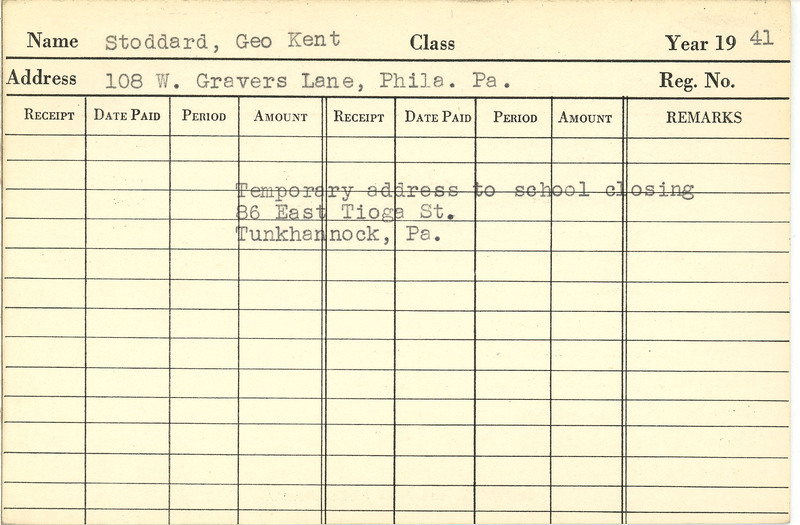 Name Stoddard, Geo Kent Class Year 19 41
Address 108 W. Gravers Lane, Phila. Pa. Reg. No.
RECEIPT DATE PAID PERIOD AMOUNT RECEIPT DATE PAID PERIOD AMOUNT REMARKS
Temporary address to school closing
86 East Tioga St.
Tunkhannock, Pa.